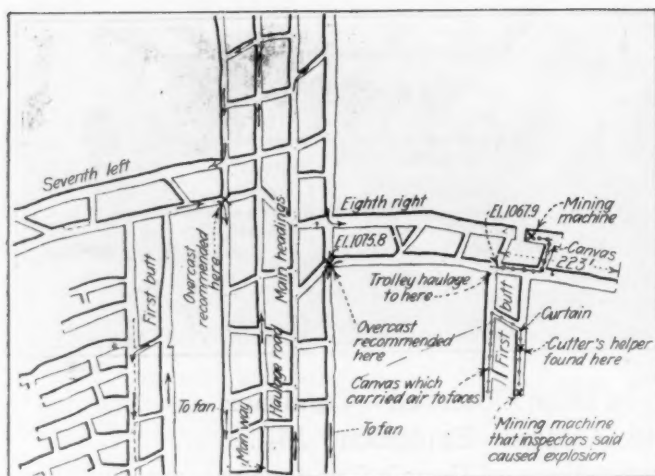 Seventh left
First butt
Overcast
recommended
here
Main headings
Man way
Haulage road
To fan
To fan
Eighth right
El.1075.8
El.1067.9
Mining
machine
Canvas
223'
Trolley haulage
to here
Overcast
recommended
here
First
butt
Curtain
Cutter's helper
found here
Canvas which
carried air to faces
Mining machine
that inspectors said
caused explosion